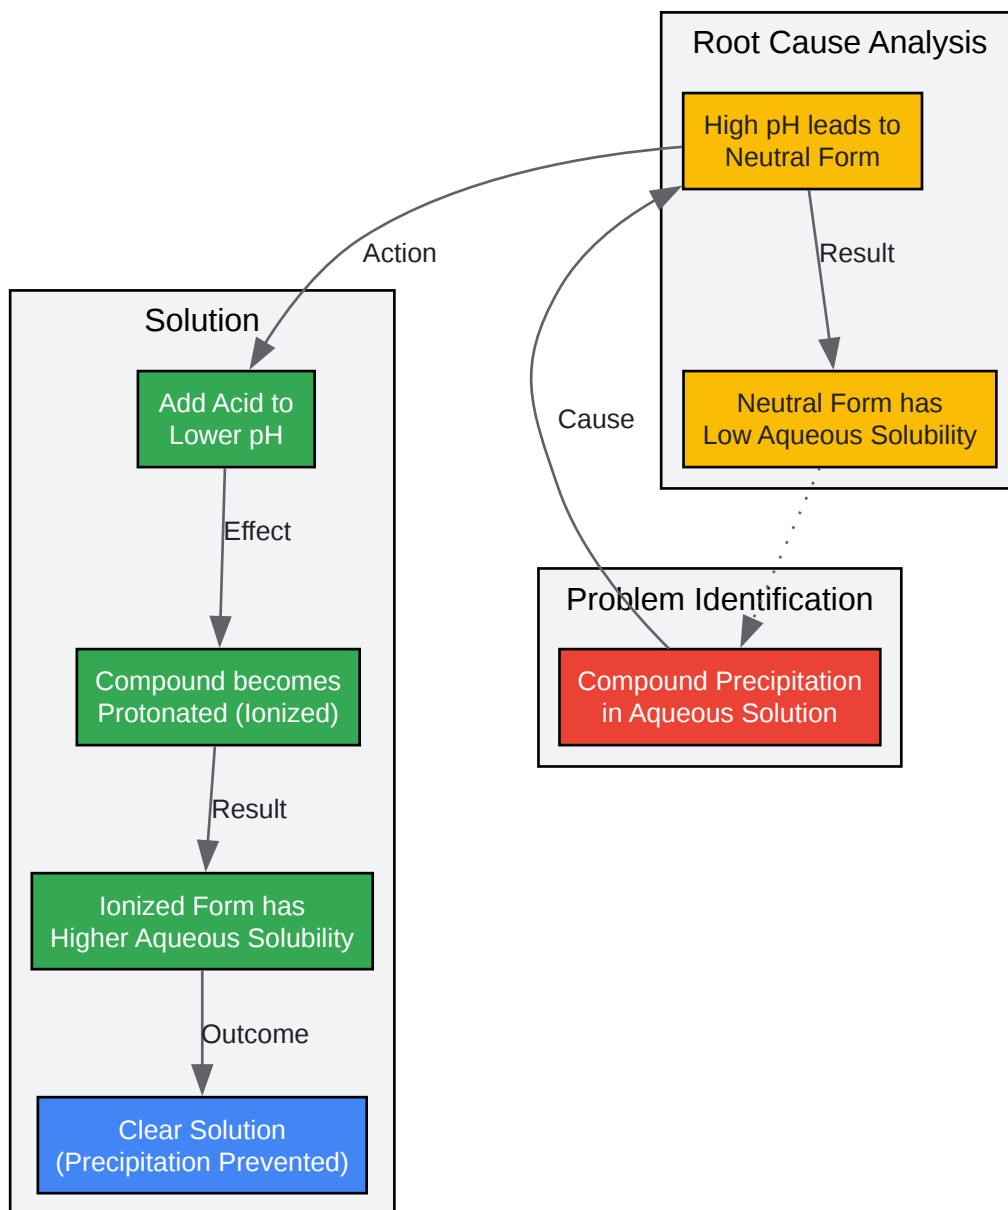 Root Cause Analysis
High pH leads to
Neutral Form
Action
Result
Solution
Add Acid to
Lower pH
Neutral Form has
Low Aqueous Solubility
Cause
Effect
Problem Identification
Compound becomes
Protonated (Ionized)
Compound Precipitation
in Aqueous Solution
Result
Ionized Form has
Higher Aqueous Solubility
Outcome
Clear Solution
(Precipitation Prevented)